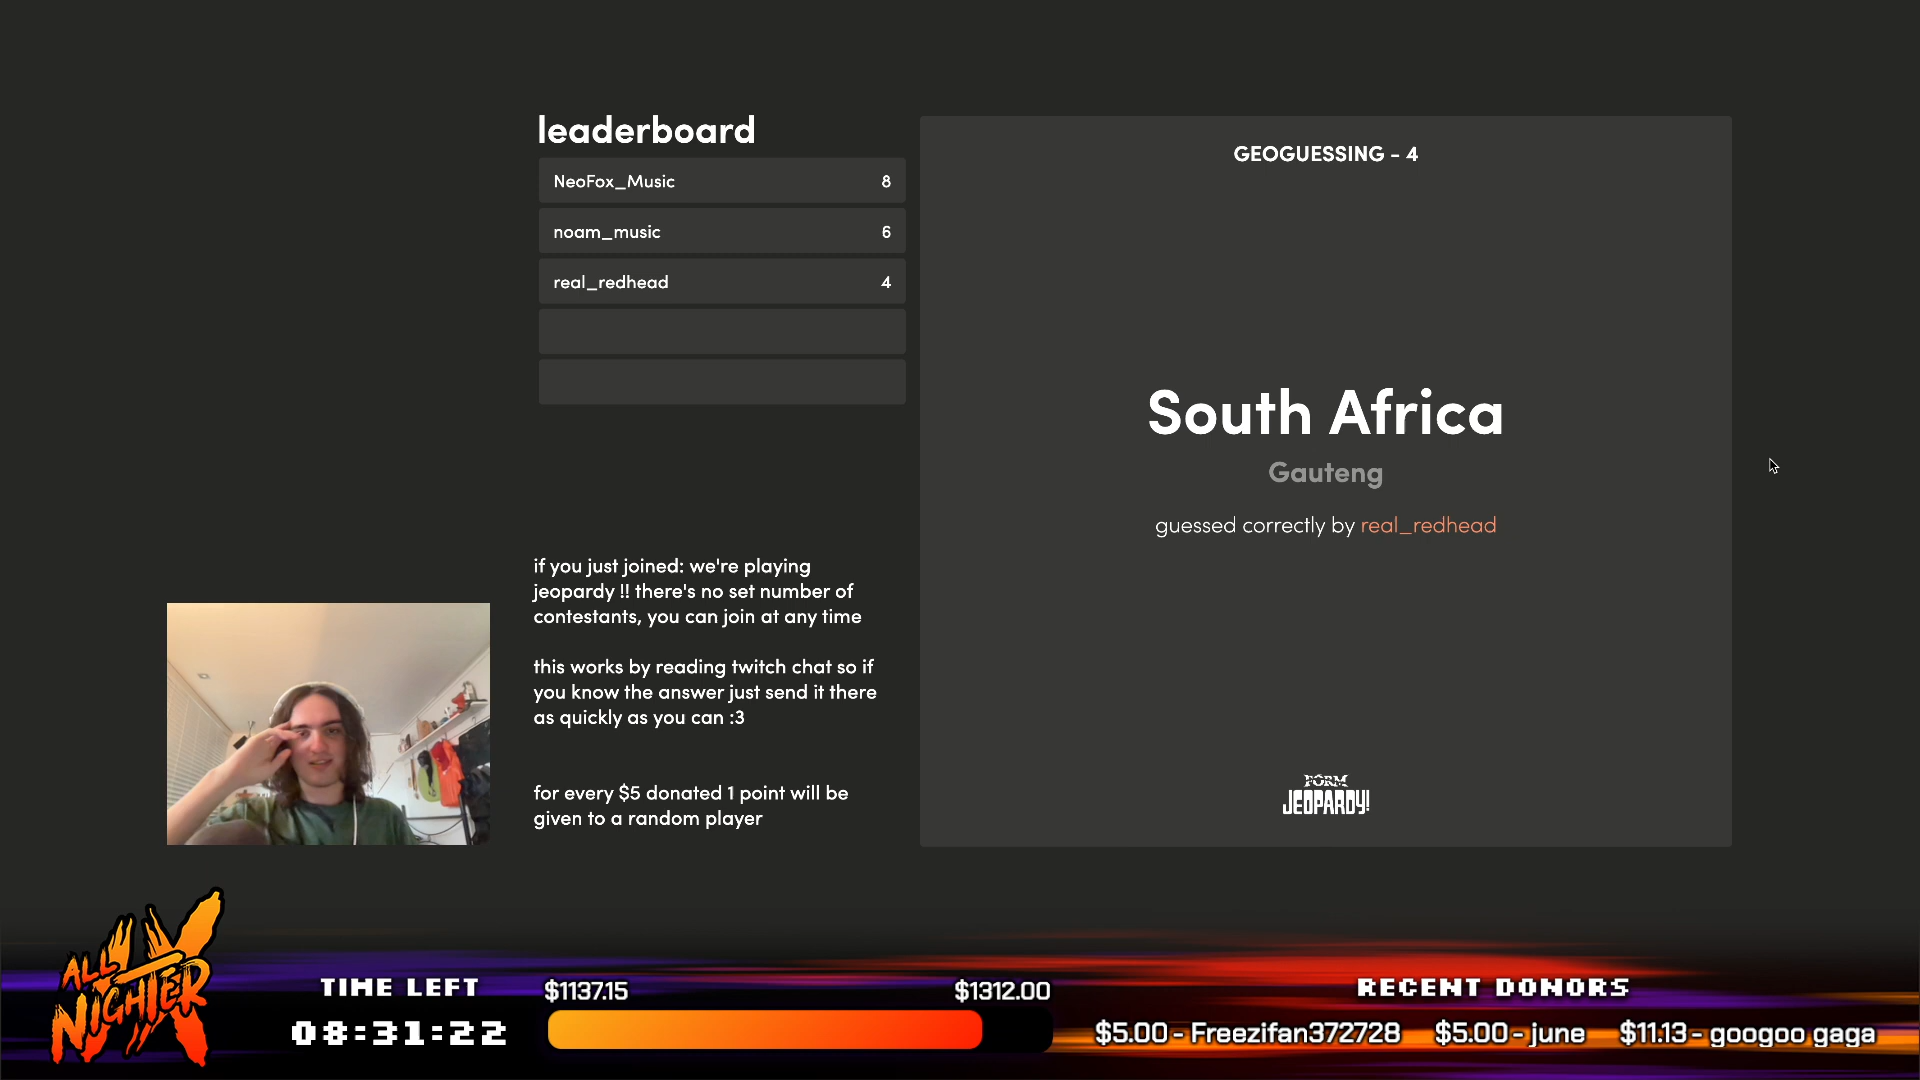 leaderboard
NeoFox_Music 8
noam_music 6
real_redhead 4
GEOGUESSING - 4
South Africa
Gauteng
guessed correctly by real_redhead
if you just joined: we're playing
jeopardy !! there's no set number of
contestants, you can join at any time
this works by reading twitch chat so if
you know the answer just send it there
as quickly as you can :3
for every $5 donated 1 point will be
given to a random player
FORM
JEOPARDY!
ALL
NIGHTER
X
TIME LEFT
08:31:22
$1137.15
$1312.00
RECENT DONORS
$5.00 - Freezifan372728 $5.00 - june $11.13 - googoo gaga